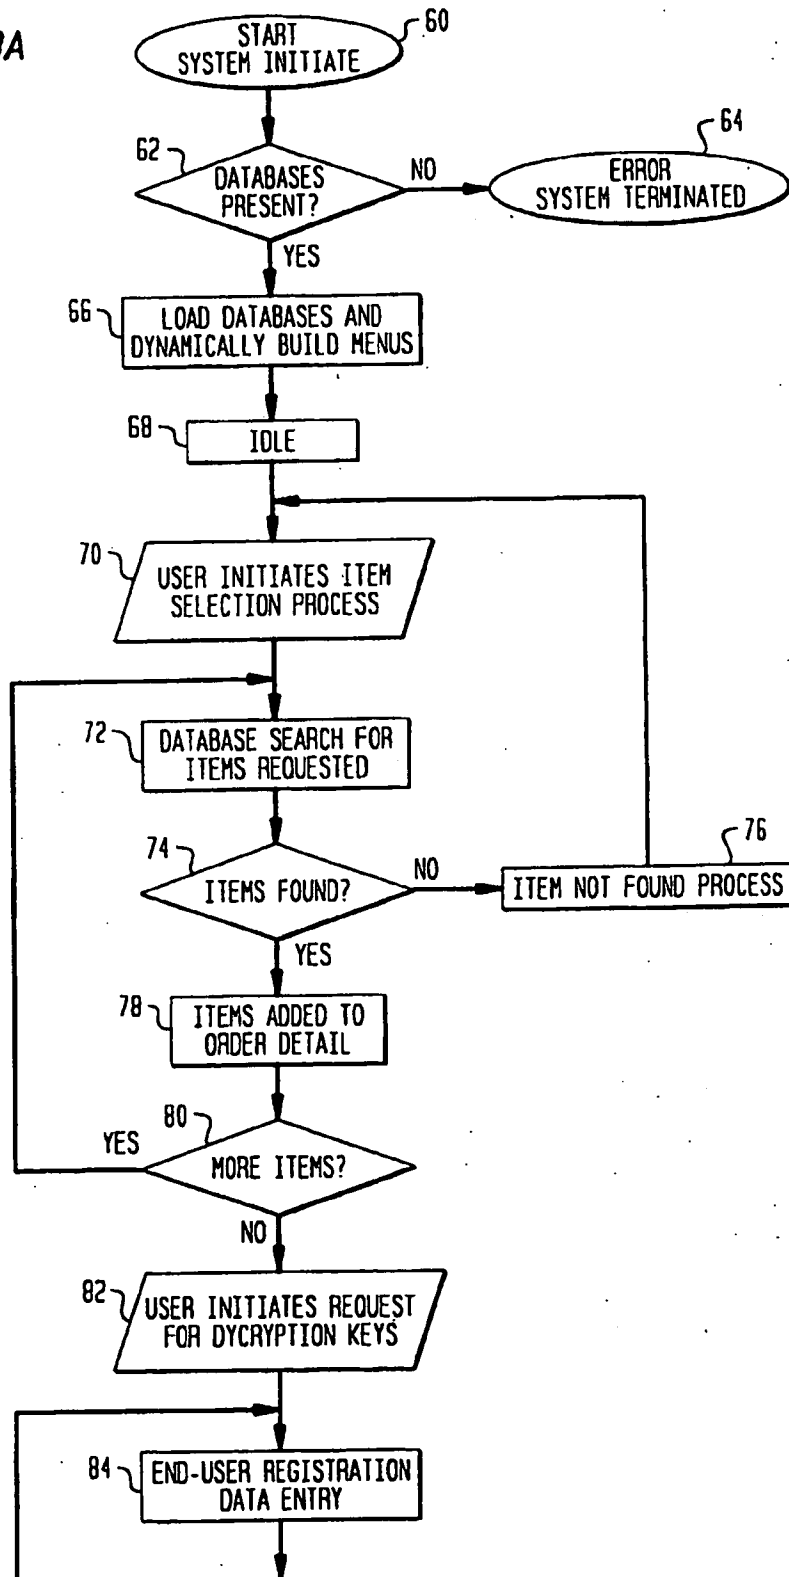 START
SYSTEM INITIATE
60
62
DATABASES
PRESENT?
NO
64
ERROR
SYSTEM TERMINATED
YES
66
LOAD DATABASES AND
DYNAMICALLY BUILD MENUS
68
IDLE
70
USER INITIATES ITEM
SELECTION PROCESS
72
DATABASE SEARCH FOR
ITEMS REQUESTED
74
ITEMS FOUND?
NO
76
ITEM NOT FOUND PROCESS
YES
78
ITEMS ADDED TO
ORDER DETAIL
80
YES
MORE ITEMS?
NO
82
USER INITIATES REQUEST
FOR DYCRYPTION KEYS
84
END-USER REGISTRATION
DATA ENTRY